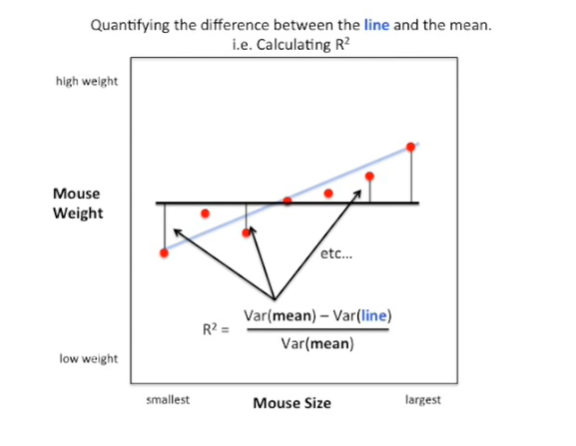 Quantifying the difference between the line and the mean.
i.e. Calculating R²
high weight
Mouse
Weight
etc...
R² = Var(mean) – Var(line)
Var(mean)
low weight
smallest
Mouse Size
largest